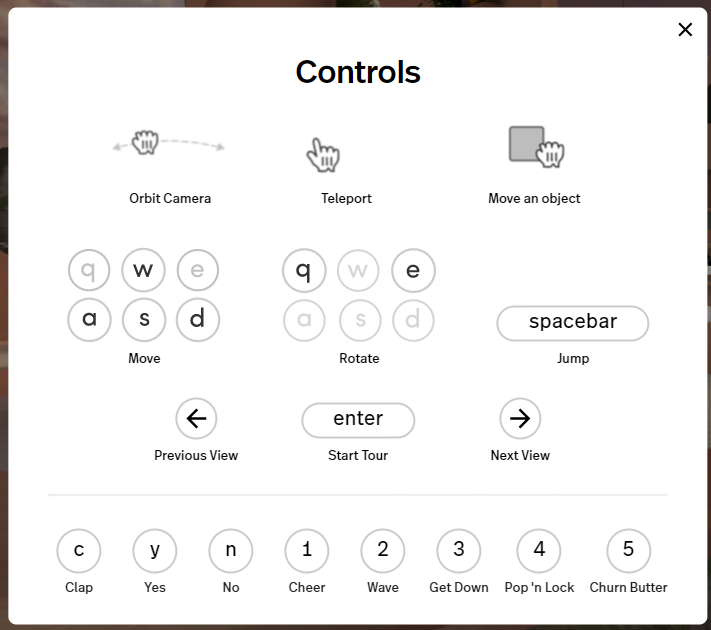 Controls
Orbit Camera
Teleport
Move an object
q w e
q w e
a s d
a s d
spacebar
Move
Rotate
Jump
←
enter
→
Previous View
Start Tour
Next View
c y n 1 2 3 4 5
Clap
Yes
No
Cheer
Wave
Get Down
Pop 'n Lock
Churn Butter